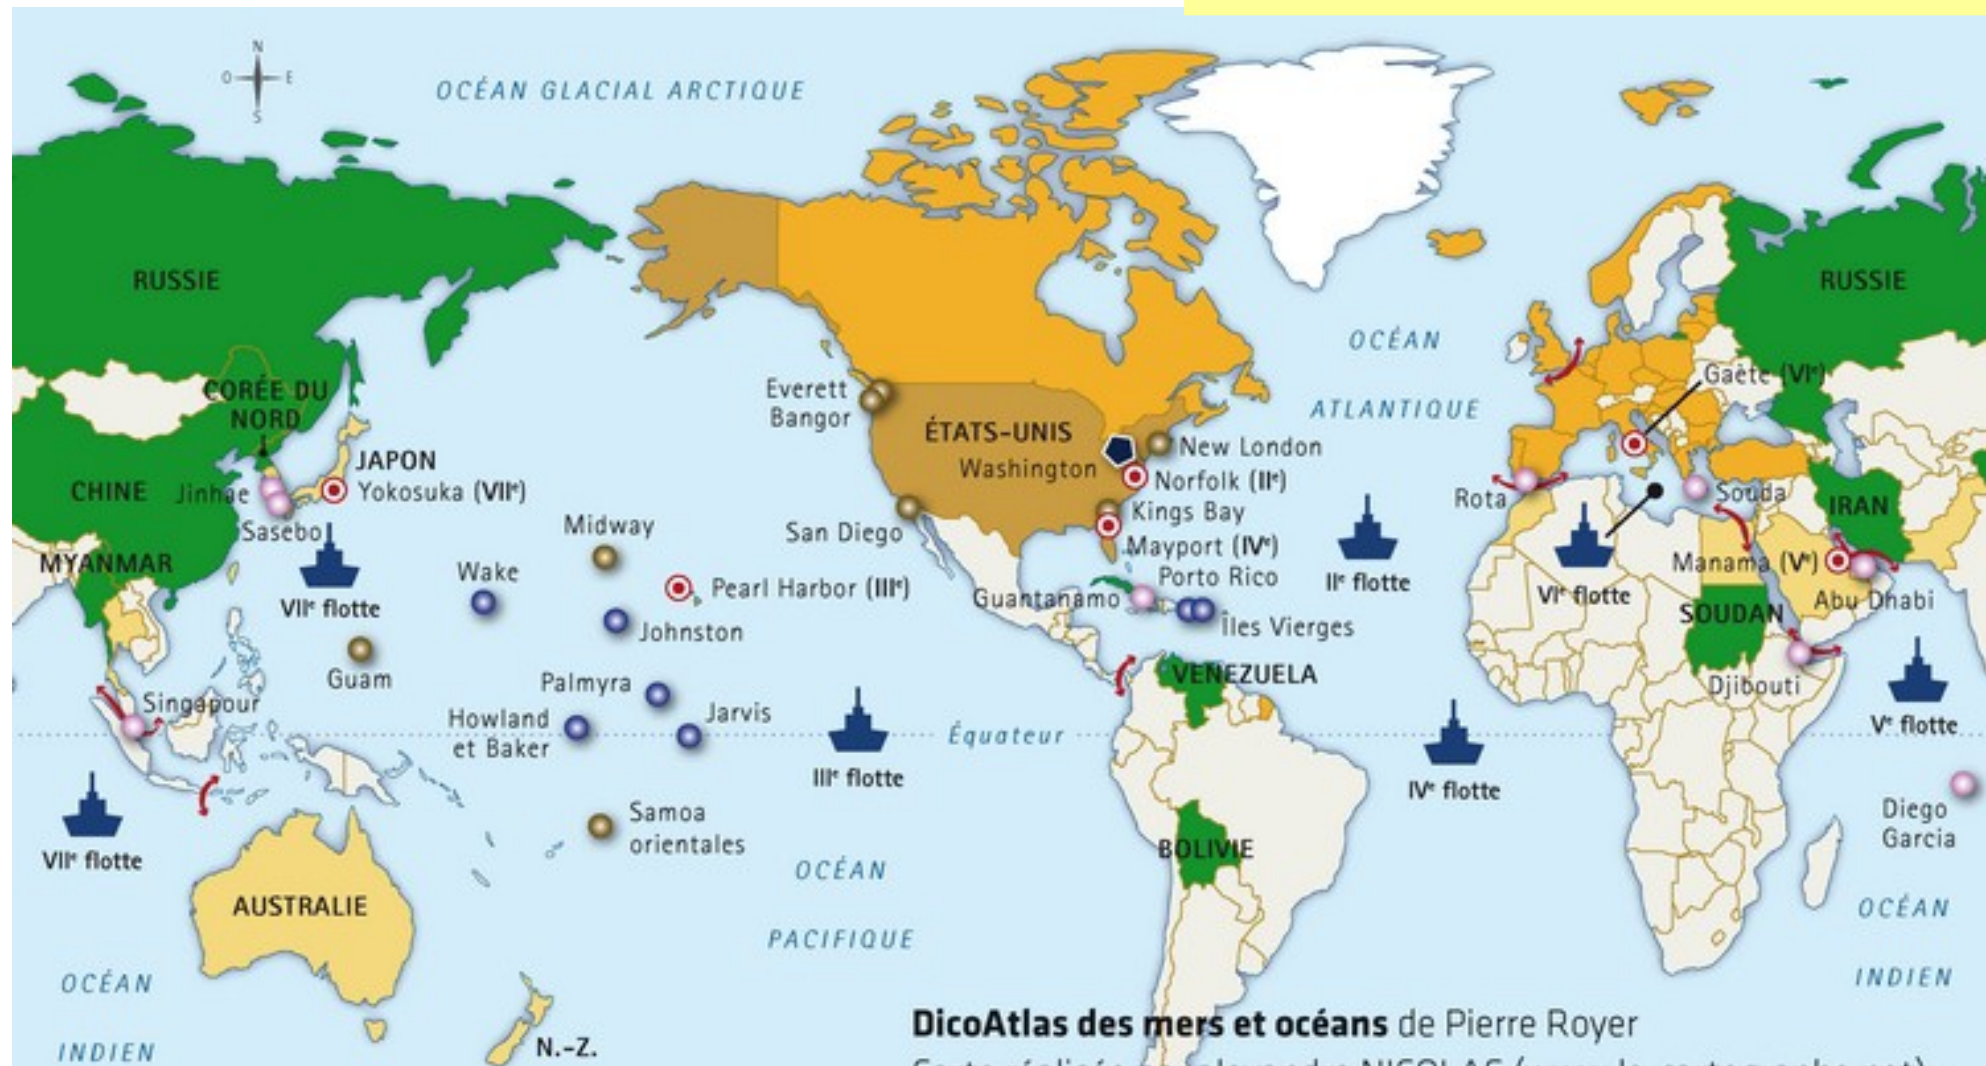 N
O E
S
OCÉAN GLACIAL ARCTIQUE
RUSSIE
RUSSIE
OCÉAN
ATLANTIQUE
CORÉE DU
NORD
JAPON
CHINE
Jinhae
Yokosuka (VIIᵉ)
Sasebo
MYANMAR
VIIᵉ flotte
Guam
Singapour
VIIᵉ flotte
AUSTRALIE
OCÉAN
INDIEN
N.-Z.
Midway
Wake
Pearl Harbor (IIIᵉ)
Johnston
Palmyra
Howland
et Baker
Jarvis
Samoa
orientales
IIIᵉ flotte
Équateur
OCÉAN
PACIFIQUE
Everett
Bangor
ÉTATS-UNIS
Washington
San Diego
New London
Norfolk (IIᵉ)
Kings Bay
Mayport (IVᵉ)
Porto Rico
Guantanamo
Îles Vierges
VENEZUELA
BOLIVIE
IIᵉ flotte
IVᵉ flotte
Gaète (VIᵉ)
Rota
Souda
VIᵉ flotte
IRAN
Manama (Vᵉ)
Abu Dhabi
SOUDAN
Djibouti
Vᵉ flotte
Diego
Garcia
OCÉAN
INDIEN
DicoAtlas des mers et océans de Pierre Royer